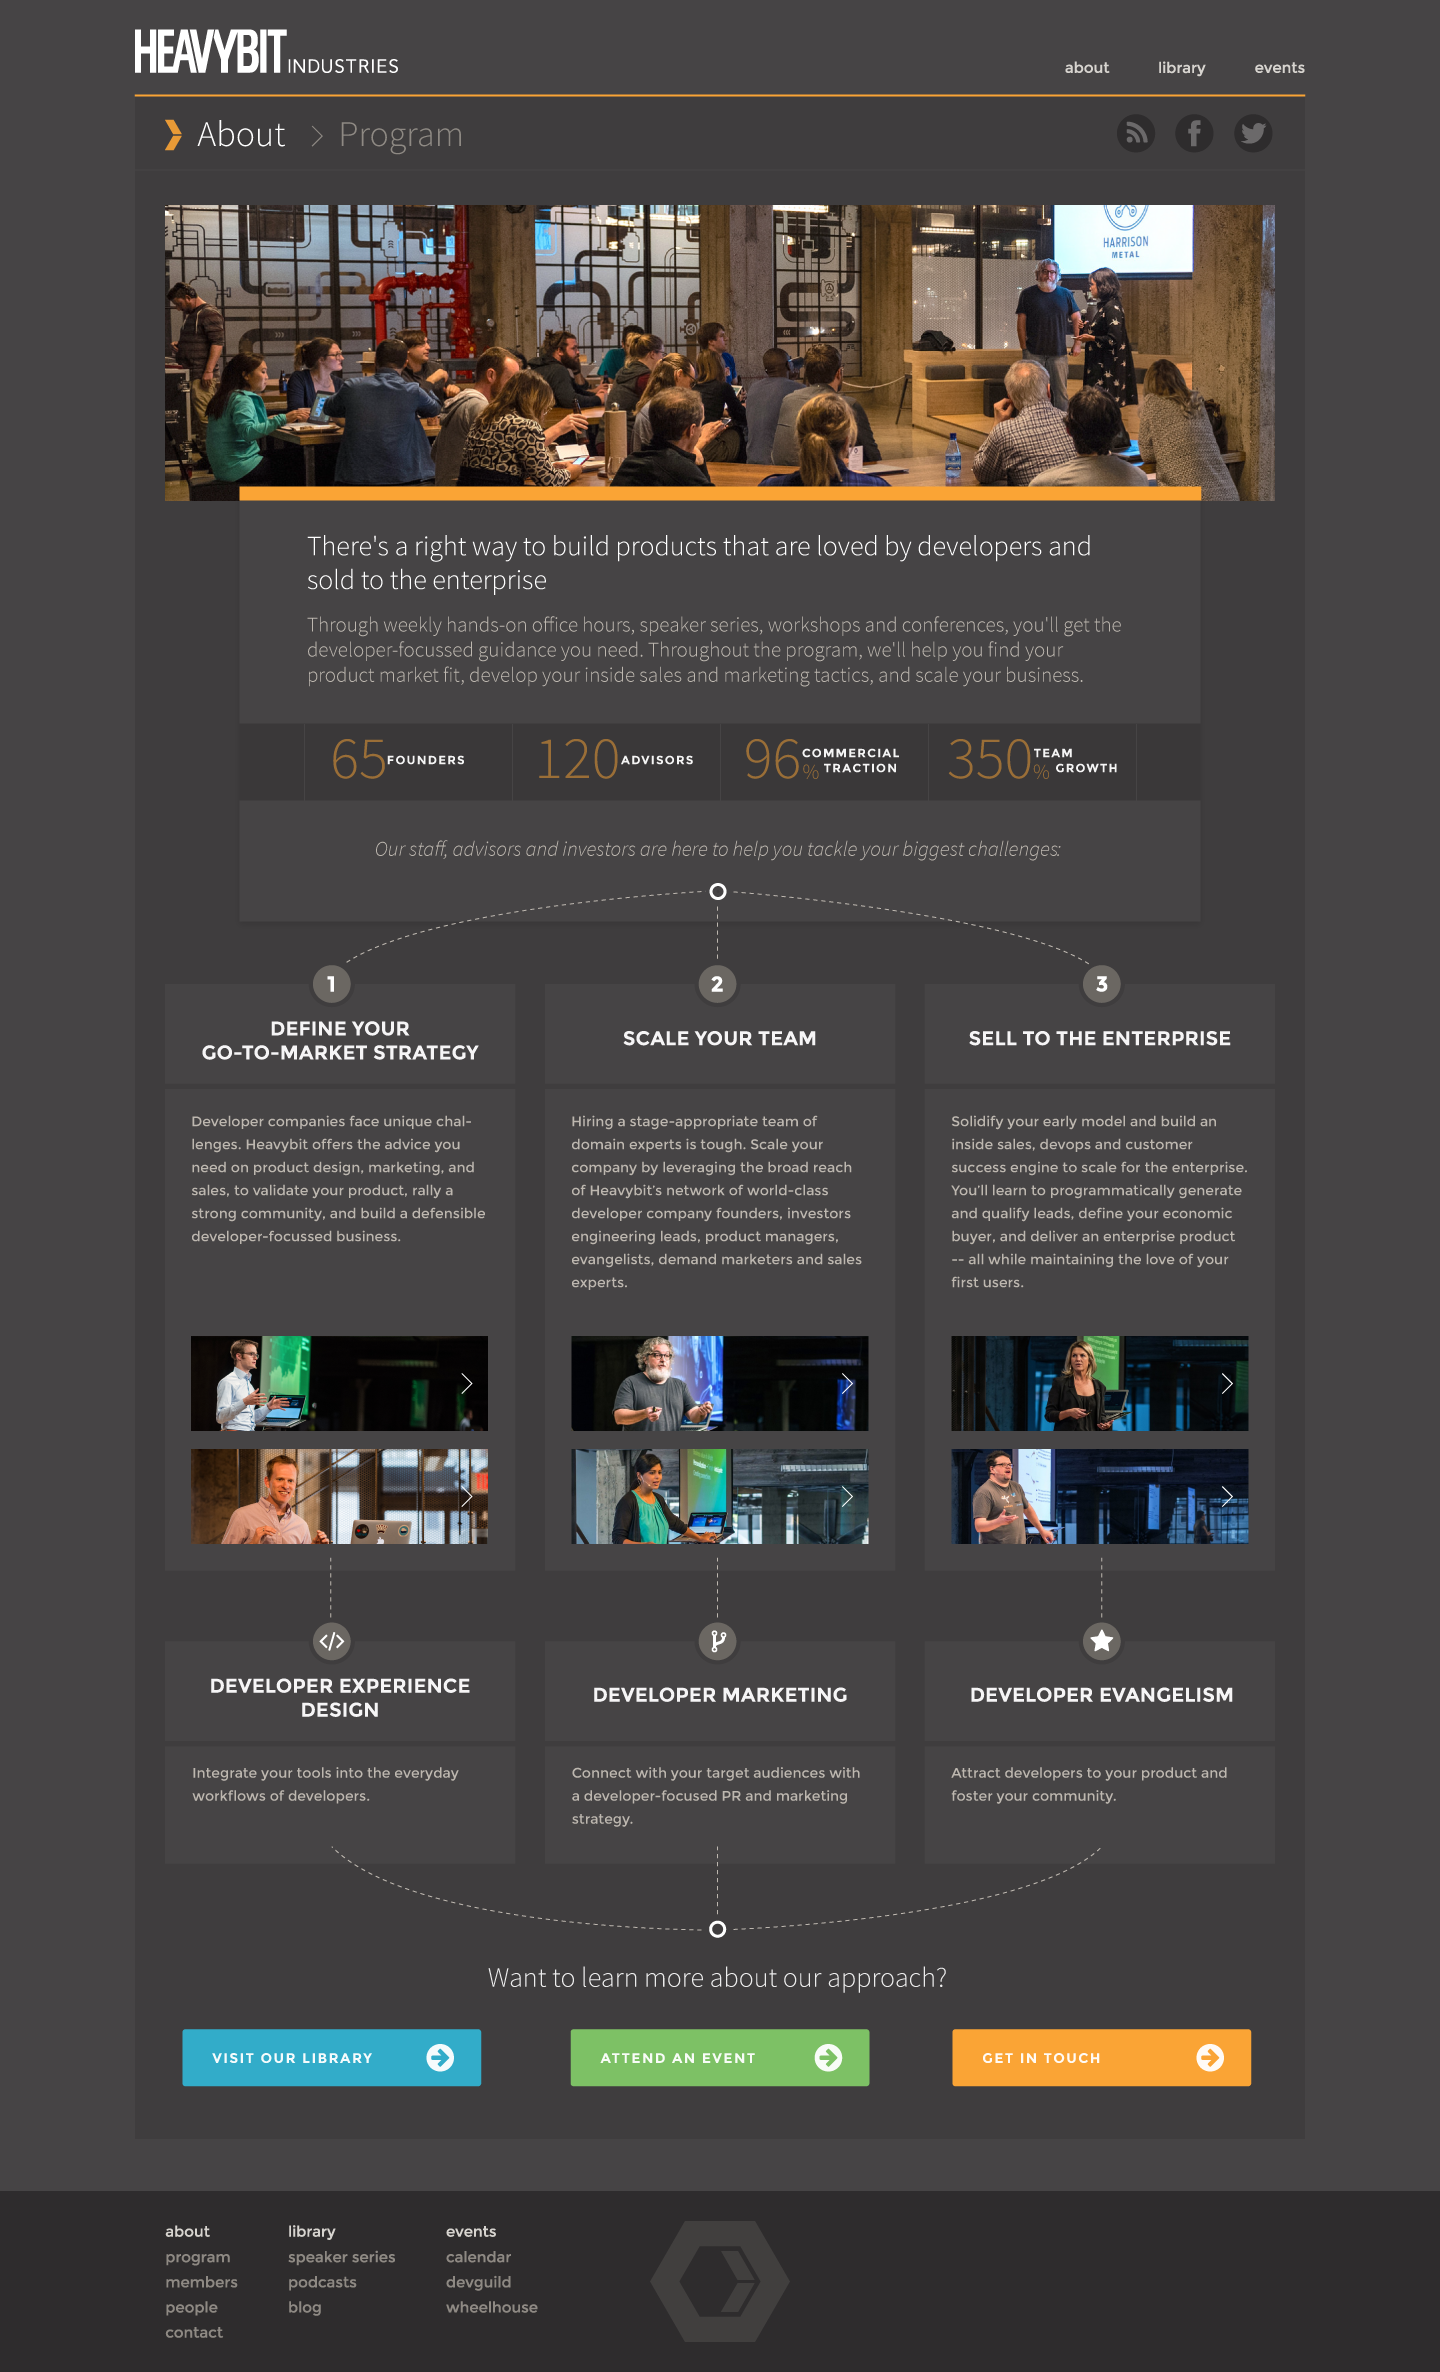 HEAVYBIT INDUSTRIES
about library events
About Program
HARRISON
METAL
There's a right way to build products that are loved by developers and
sold to the enterprise
Through weekly hands-on office hours, speaker series, workshops and conferences, you'll get the
developer-focussed guidance you need. Throughout the program, we'll help you find your
product market fit, develop your inside sales and marketing tactics, and scale your business.
65 FOUNDERS
120 ADVISORS
96% COMMERCIAL
TRACTION
350% TEAM
GROWTH
Our staff, advisors and investors are here to help you tackle your biggest challenges:
1
DEFINE YOUR
GO-TO-MARKET STRATEGY
Developer companies face unique chal-
lenges. Heavybit offers the advice you
need on product design, marketing, and
sales, to validate your product, rally a
strong community, and build a defensible
developer-focussed business.
2
SCALE YOUR TEAM
Hiring a stage-appropriate team of
domain experts is tough. Scale your
company by leveraging the broad reach
of Heavybit's network of world-class
developer company founders, investors
engineering leads, product managers,
evangelists, demand marketers and sales
experts.
3
SELL TO THE ENTERPRISE
Solidify your early model and build an
inside sales, devops and customer
success engine to scale for the enterprise.
You'll learn to programmatically generate
and qualify leads, define your economic
buyer, and deliver an enterprise product
-- all while maintaining the love of your
first users.
DEVELOPER EXPERIENCE
DESIGN
Integrate your tools into the everyday
workflows of developers.
DEVELOPER MARKETING
Connect with your target audiences with
a developer-focused PR and marketing
strategy.
DEVELOPER EVANGELISM
Attract developers to your product and
foster your community.
Want to learn more about our approach?
VISIT OUR LIBRARY
ATTEND AN EVENT
GET IN TOUCH
about
program
members
people
contact
library
speaker series
podcasts
blog
events
calendar
devguild
wheelhouse